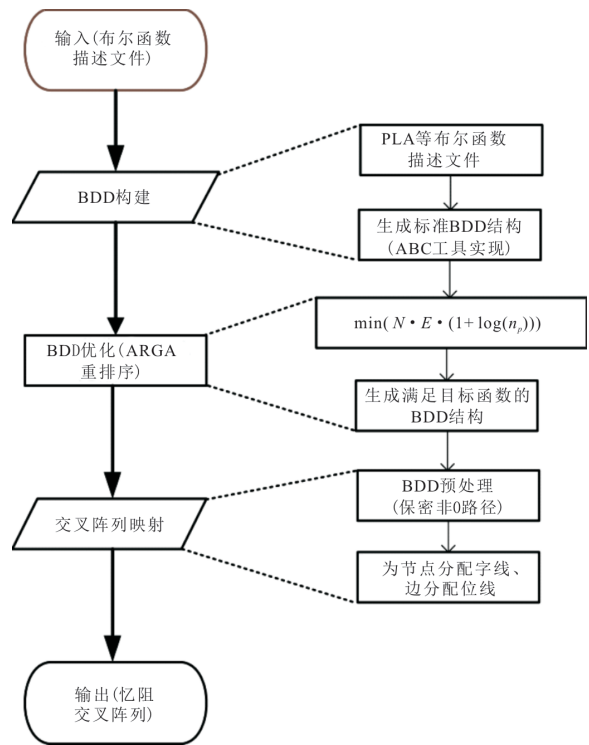 输入(布尔函数
描述文件)
BDD构建
PLA等布尔函数
描述文件
生成标准BDD结构
(ABC工具实现)
BDD优化(ARGA
重排序)
min( N · E · (1+ log(nₚ)))
生成满足目标函数的
BDD结构
交叉阵列映射
BDD预处理
(保密非0路径)
为节点分配字线、
边分配位线
输出(忆阻
交叉阵列)